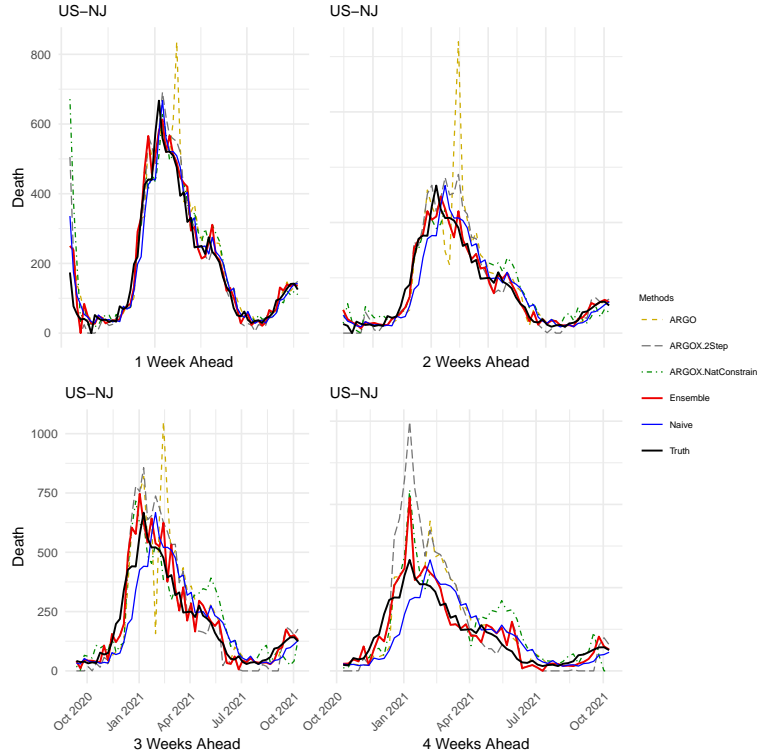 US−NJ
US−NJ
800
600
400
200
0
Death
1 Week Ahead
2 Weeks Ahead
Methods
ARGO
ARGOX.2Step
ARGOX.NatConstrain
Ensemble
Naive
Truth
US−NJ
US−NJ
1000
750
500
250
0
Death
Oct 2020
Jan 2021
Apr 2021
Jul 2021
Oct 2021
Oct 2020
Jan 2021
Apr 2021
Jul 2021
Oct 2021
3 Weeks Ahead
4 Weeks Ahead